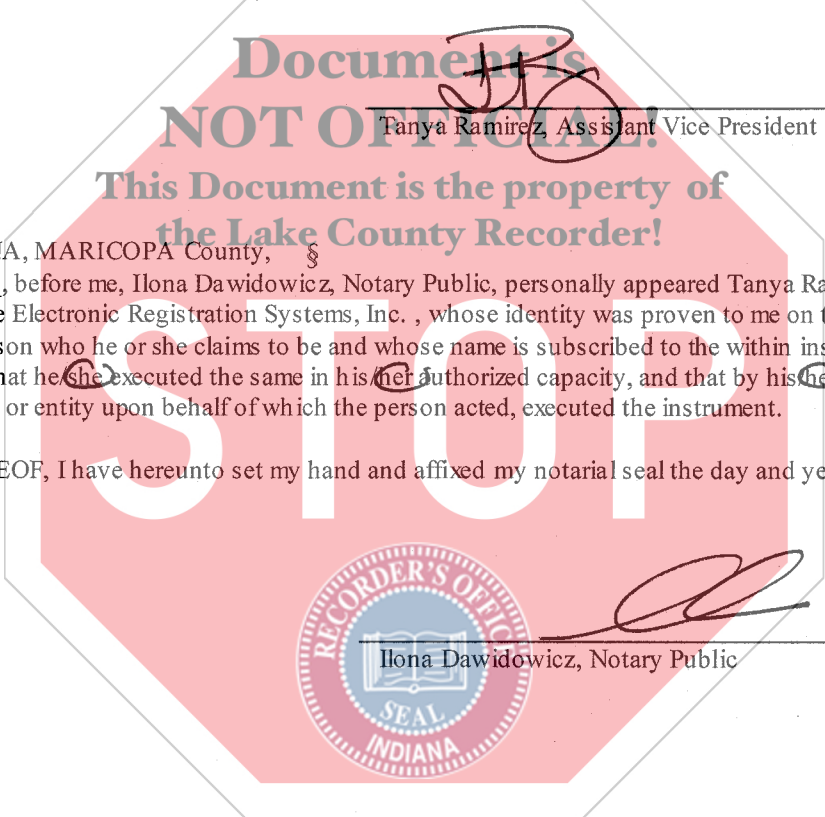 Document is
NOT OFFICIAL!
Tanya Ramirez, Assistant Vice President
This Document is the property of
the Lake County Recorder!
A, MARICOPA County, §
, before me, Ilona Dawidowicz, Notary Public, personally appeared Tanya Ra
e Electronic Registration Systems, Inc. , whose identity was proven to me on t
son who he or she claims to be and whose name is subscribed to the within ins
hat he/she executed the same in his/her authorized capacity, and that by his/he
or entity upon behalf of which the person acted, executed the instrument.
STOP
EOF, I have hereunto set my hand and affixed my notarial seal the day and ye
RECORDER'S OFFICE
Ilona Dawidowicz, Notary Public
SEAL
INDIANA